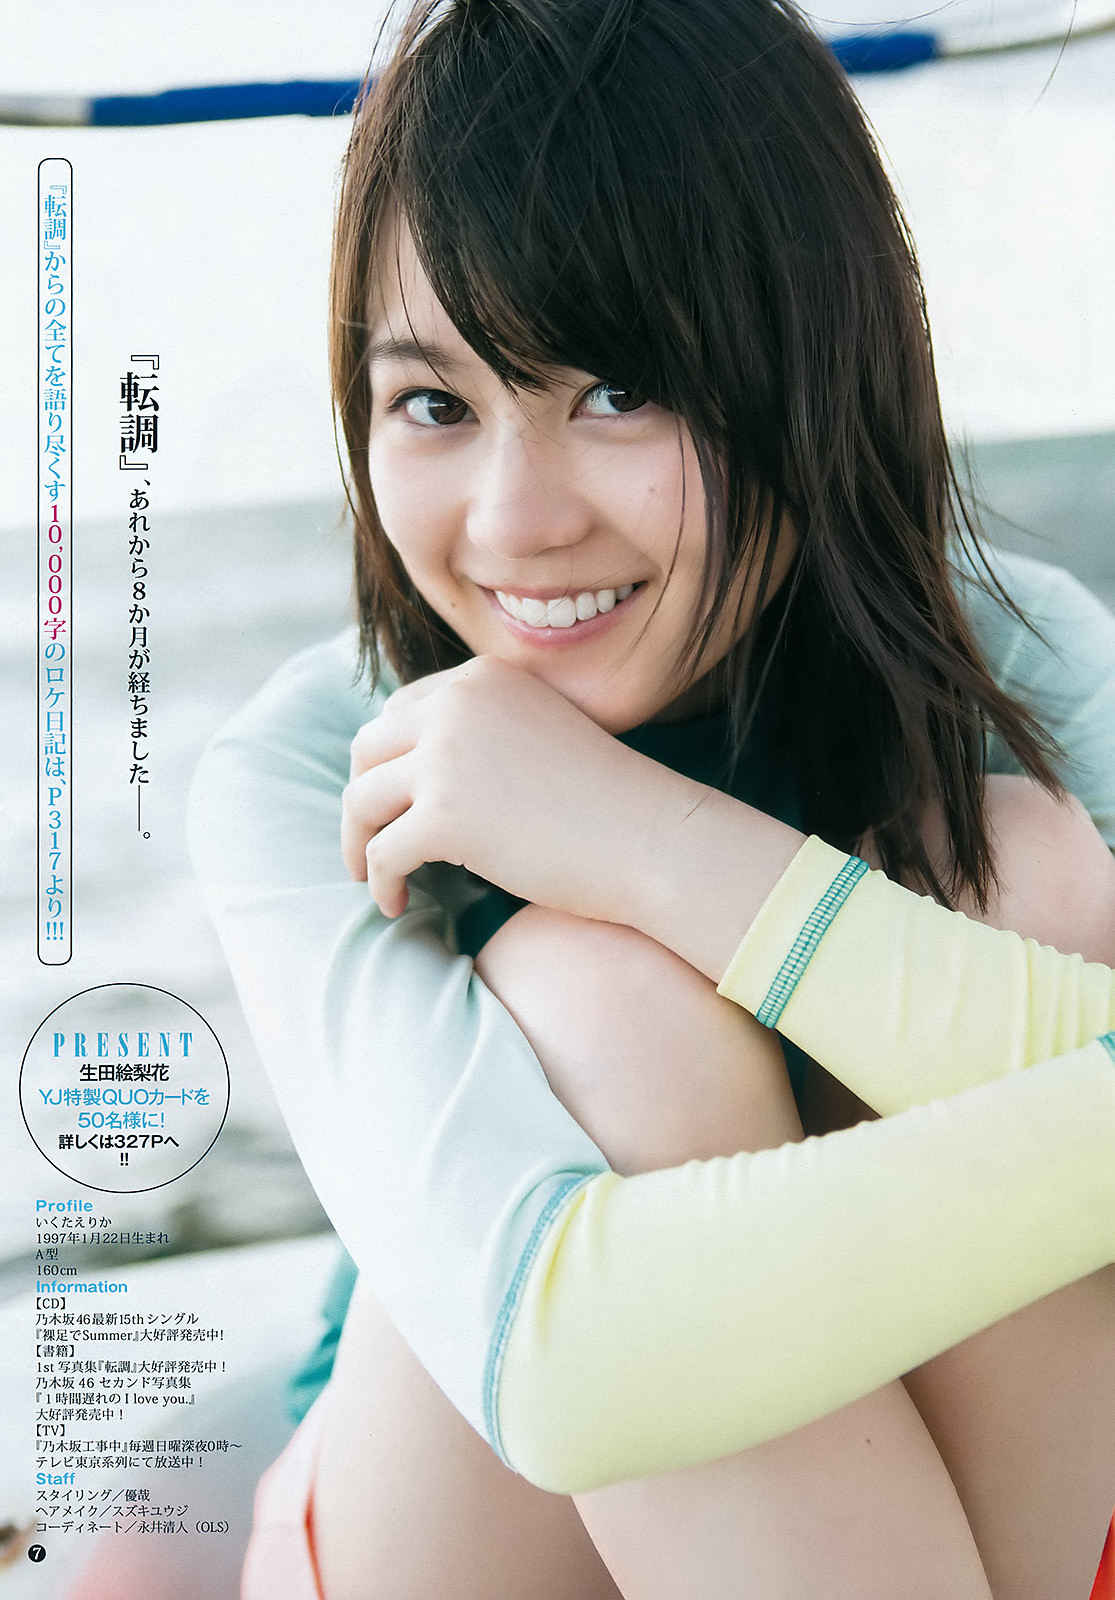 『転調』、あれから8か月が経ちました──。
『転調』からの全てを語り尽くす10,000字のロケ日記は、P317より!!!
PRESENT
生田絵梨花
YJ特製QUOカードを
50名様に!
詳しくは327Pへ
!!
Profile
いくたえりか
1997年1月22日生まれ
A型
160cm
Information
【CD】
乃木坂46最新15thシングル
『裸足でSummer』大好評発売中!
【書籍】
1st 写真集『転調』大好評発売中!
乃木坂 46 セカンド写真集
『1時間遅れのI love you.』
大好評発売中!
【TV】
『乃木坂工事中』毎週日曜深夜0時〜
テレビ東京系列にて放送中!
Staff
スタイリング/優哉
ヘアメイク/スズキユウジ
コーディネート/永井清人(OLS)
7